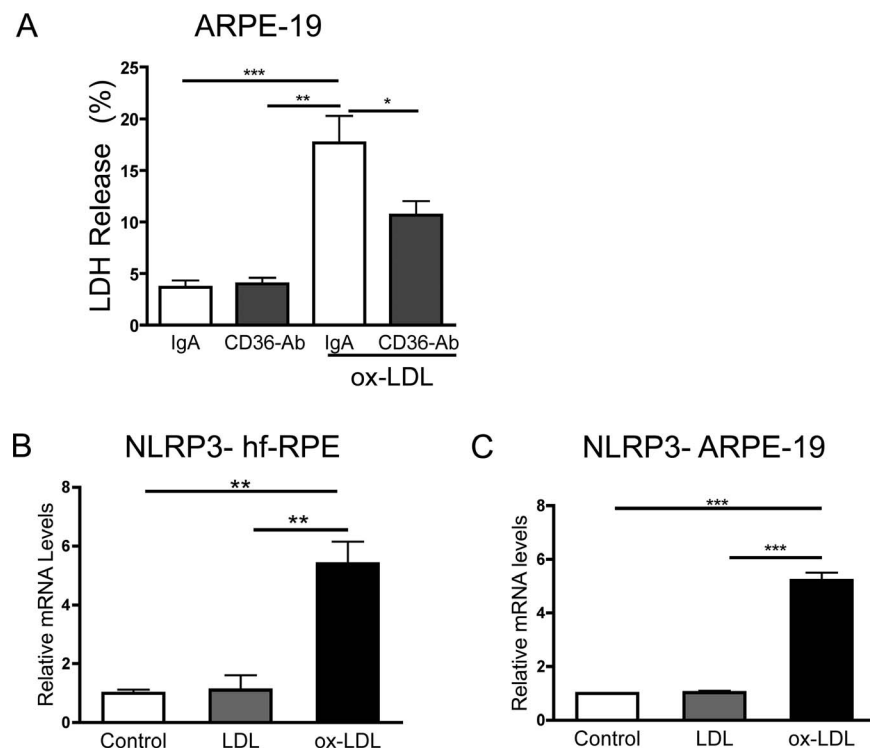 A
ARPE-19
LDH Release (%)
25
20
15
10
5
0
***
**
*
IgA
CD36-Ab
IgA
CD36-Ab
ox-LDL
B
NLRP3- hf-RPE
Relative mRNA Levels
8
6
4
2
0
**
**
Control
LDL
ox-LDL
C
NLRP3- ARPE-19
Relative mRNA levels
8
6
4
2
0
***
***
Control
LDL
ox-LDL